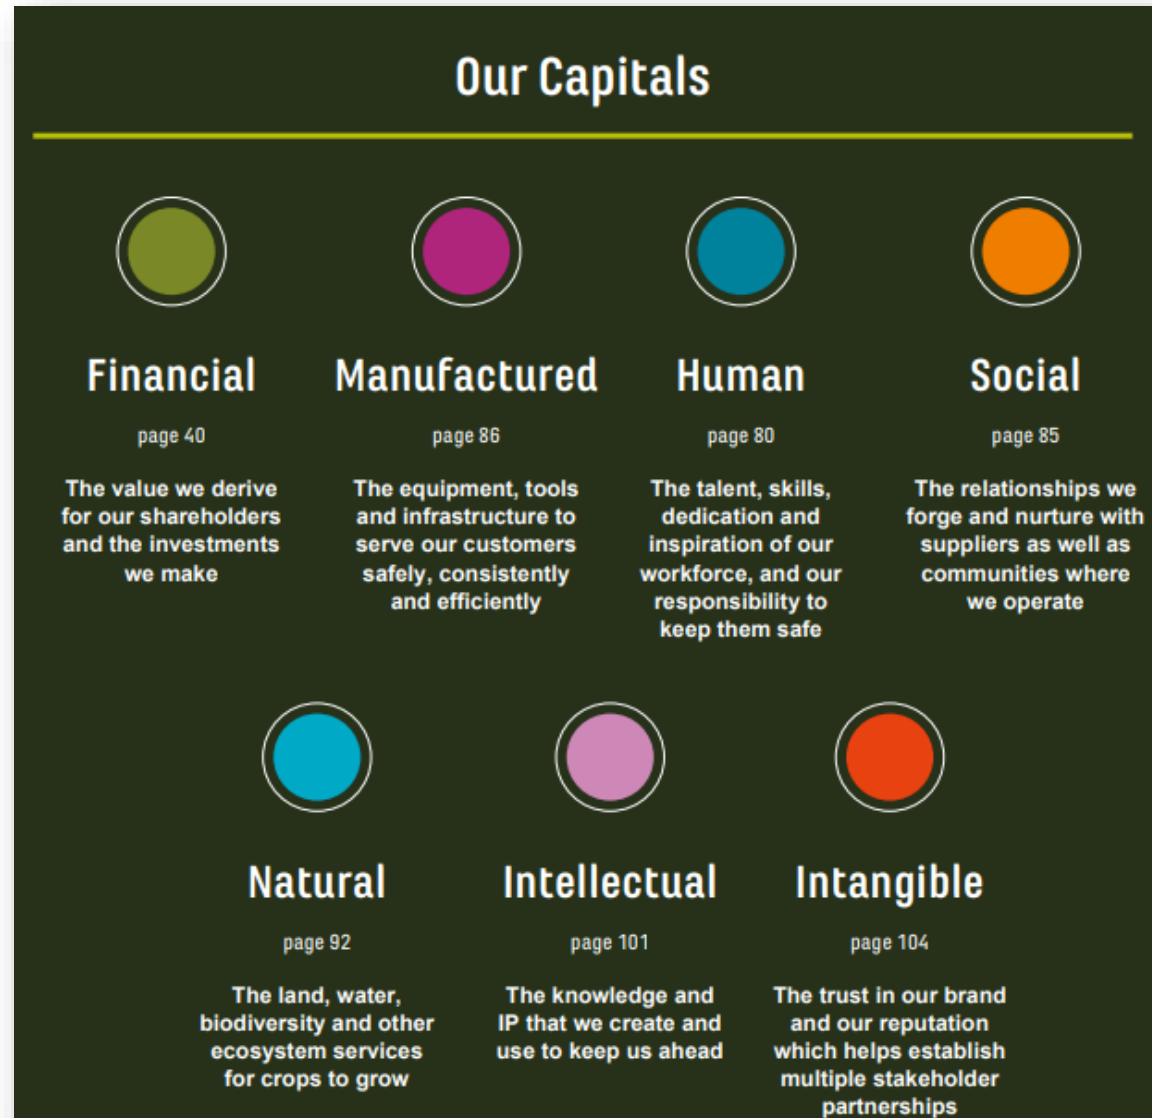 Our Capitals
Financial
page 40
The value we derive
for our shareholders
and the investments
we make
Manufactured
page 86
The equipment, tools
and infrastructure to
serve our customers
safely, consistently
and efficiently
Human
page 80
The talent, skills,
dedication and
inspiration of our
workforce, and our
responsibility to
keep them safe
Social
page 85
The relationships we
forge and nurture with
suppliers as well as
communities where
we operate
Natural
page 92
The land, water,
biodiversity and other
ecosystem services
for crops to grow
Intellectual
page 101
The knowledge and
IP that we create and
use to keep us ahead
Intangible
page 104
The trust in our brand
and our reputation
which helps establish
multiple stakeholder
partnerships